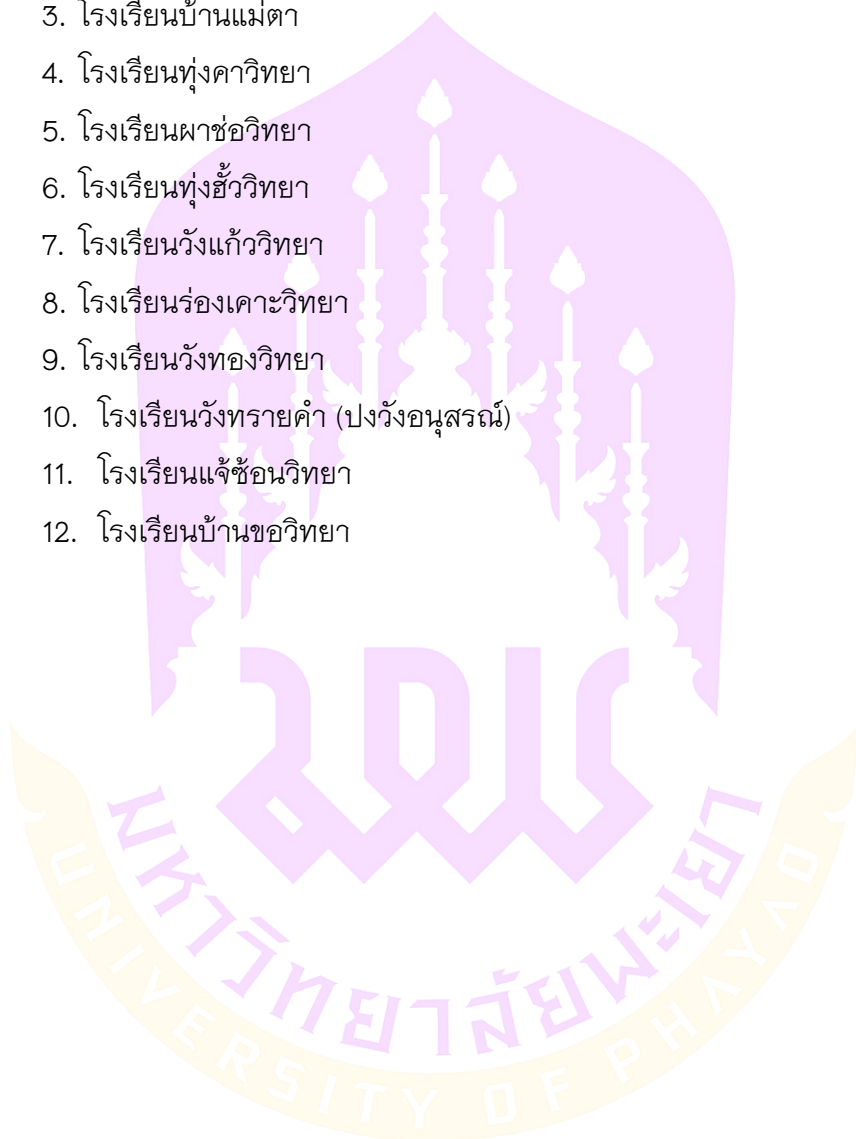 3. โรงเรียนบ้านแม่ตา
4. โรงเรียนทุ่งคาวิทยา
5. โรงเรียนผาช่อวิทยา
6. โรงเรียนทุ่งฮั้ววิทยา
7. โรงเรียนวังแก้ววิทยา
8. โรงเรียนร่องเคาะวิทยา
9. โรงเรียนวังทองวิทยา
10. โรงเรียนวังทรายคำ (ปงวังอนุสรณ์)
11. โรงเรียนแจ้ซ้อนวิทยา
12. โรงเรียนบ้านขอวิทยา
มหาวิทยาลัยพะเยา
UNIVERSITY OF PHAYAO